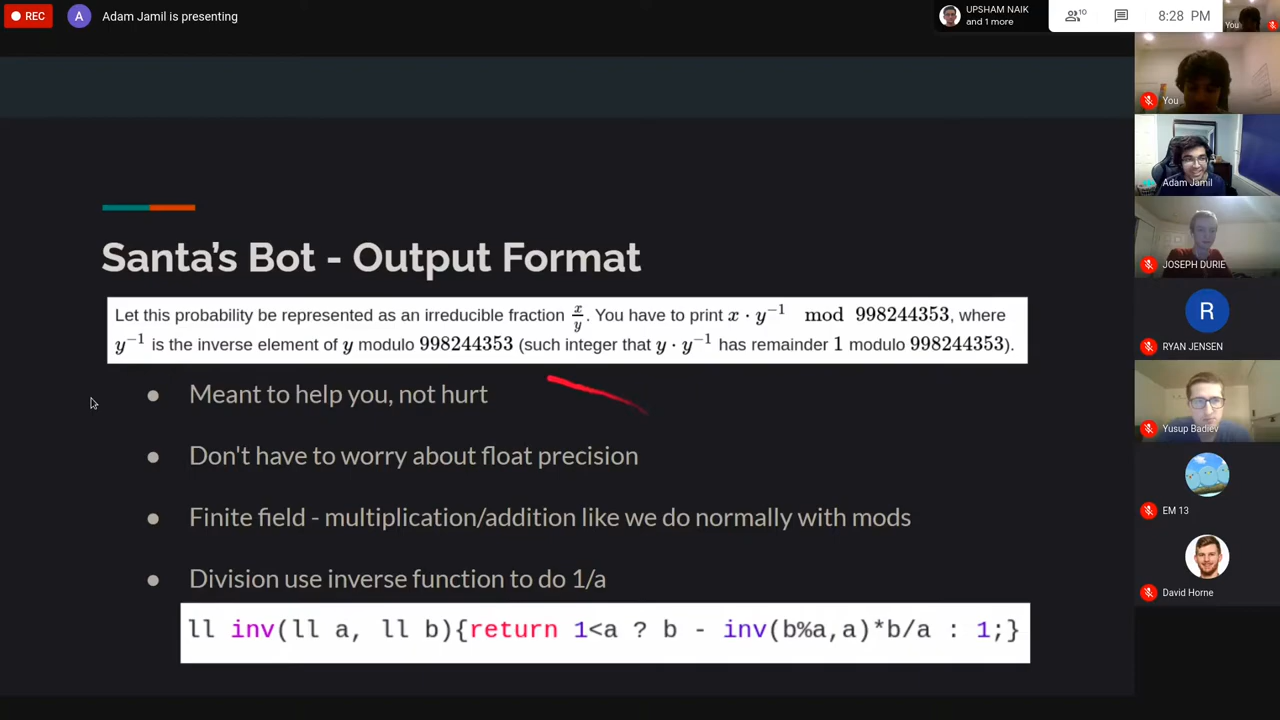 REC
A
Adam Jamil is presenting
UPSHAM NAIK
and 1 more
10
8:28 PM
You
You
Adam Jamil
JOSEPH DURIE
R
RYAN JENSEN
Yusup Badiev
EM 13
David Horne
Santa's Bot - Output Format
Let this probability be represented as an irreducible fraction x/y. You have to print x · y⁻¹ mod 998244353, where
y⁻¹ is the inverse element of y modulo 998244353 (such integer that y · y⁻¹ has remainder 1 modulo 998244353).
● Meant to help you, not hurt
● Don't have to worry about float precision
● Finite field - multiplication/addition like we do normally with mods
● Division use inverse function to do 1/a
ll inv(ll a, ll b){return 1<a ? b - inv(b%a,a)*b/a : 1;}